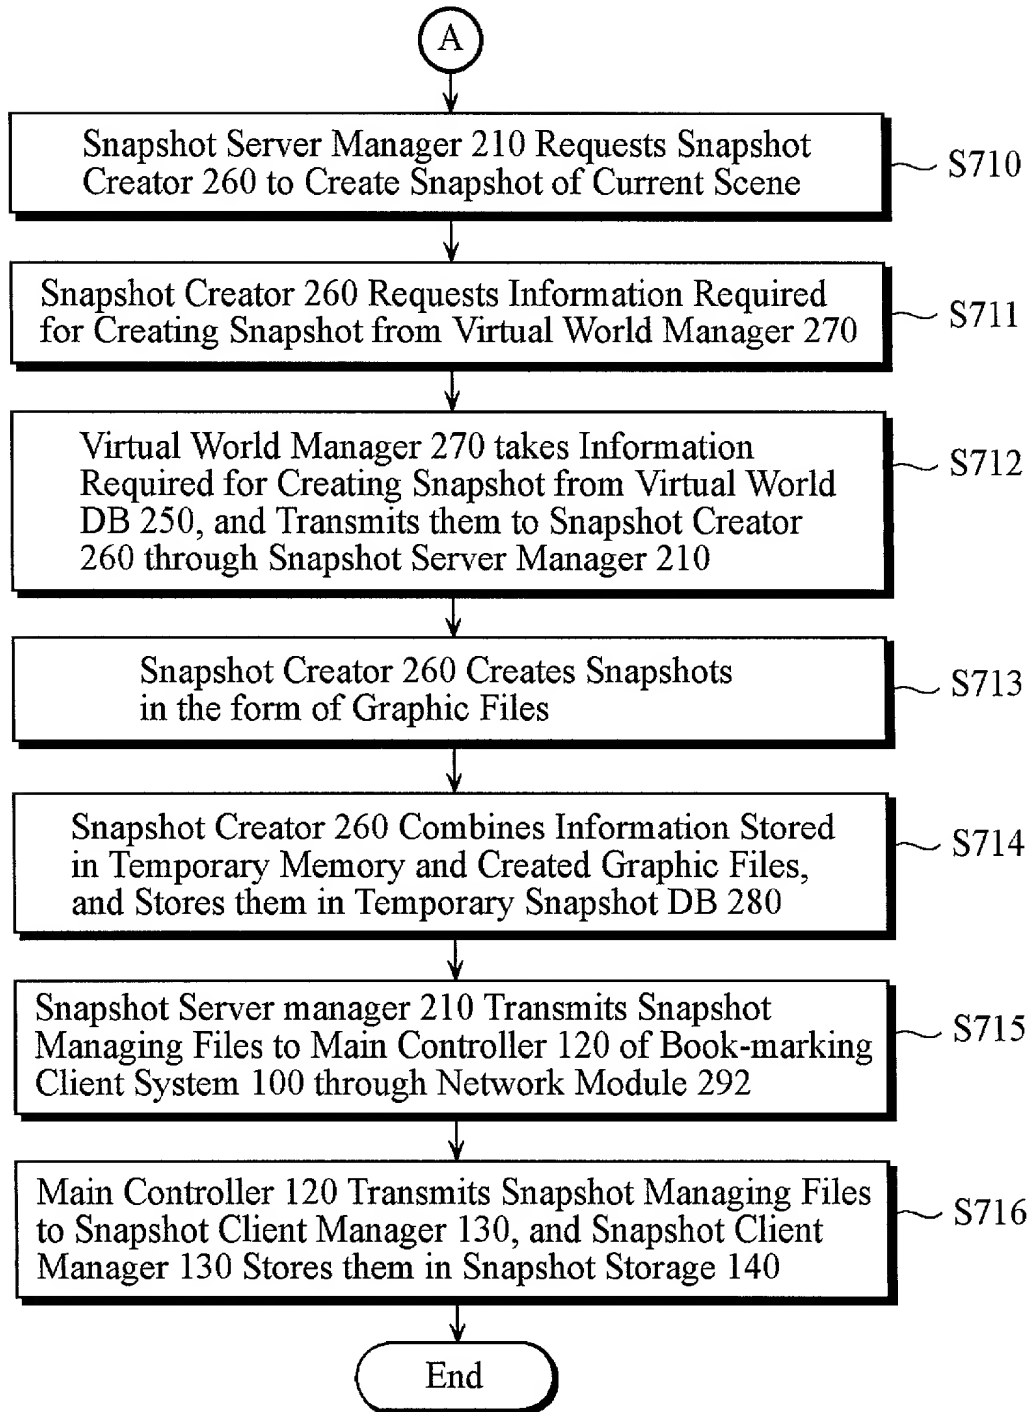 A
Snapshot Server Manager 210 Requests Snapshot
Creator 260 to Create Snapshot of Current Scene
S710
Snapshot Creator 260 Requests Information Required
for Creating Snapshot from Virtual World Manager 270
S711
Virtual World Manager 270 takes Information
Required for Creating Snapshot from Virtual World
DB 250, and Transmits them to Snapshot Creator
260 through Snapshot Server Manager 210
S712
Snapshot Creator 260 Creates Snapshots
in the form of Graphic Files
S713
Snapshot Creator 260 Combines Information Stored
in Temporary Memory and Created Graphic Files,
and Stores them in Temporary Snapshot DB 280
S714
Snapshot Server manager 210 Transmits Snapshot
Managing Files to Main Controller 120 of Book-marking
Client System 100 through Network Module 292
S715
Main Controller 120 Transmits Snapshot Managing Files
to Snapshot Client Manager 130, and Snapshot Client
Manager 130 Stores them in Snapshot Storage 140
S716
End